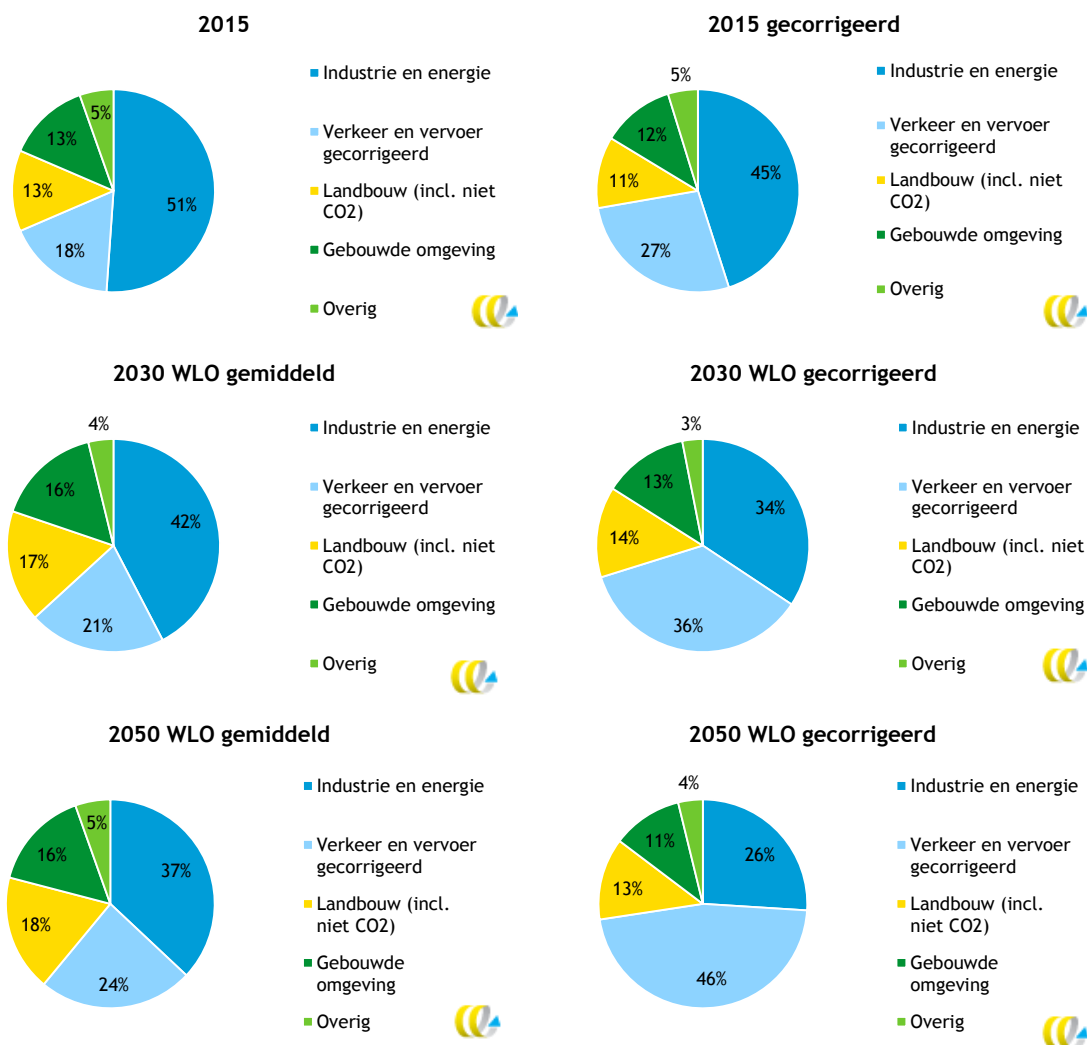 2015
5%
13%
13%
18%
51%
Industrie en energie
Verkeer en vervoer
gecorrigeerd
Landbouw (incl. niet
CO2)
Gebouwde omgeving
Overig
2015 gecorrigeerd
5%
12%
11%
27%
45%
Industrie en energie
Verkeer en vervoer
gecorrigeerd
Landbouw (incl. niet
CO2)
Gebouwde omgeving
Overig
2030 WLO gemiddeld
4%
16%
17%
21%
42%
Industrie en energie
Verkeer en vervoer
gecorrigeerd
Landbouw (incl. niet
CO2)
Gebouwde omgeving
Overig
2030 WLO gecorrigeerd
3%
13%
14%
36%
34%
Industrie en energie
Verkeer en vervoer
gecorrigeerd
Landbouw (incl. niet
CO2)
Gebouwde omgeving
Overig
2050 WLO gemiddeld
5%
16%
18%
24%
37%
Industrie en energie
Verkeer en vervoer
gecorrigeerd
Landbouw (incl.
niet CO2)
Gebouwde
omgeving
Overig
2050 WLO gecorrigeerd
4%
11%
13%
46%
26%
Industrie en energie
Verkeer en vervoer
gecorrigeerd
Landbouw (incl.
niet CO2)
Gebouwde
omgeving
Overig